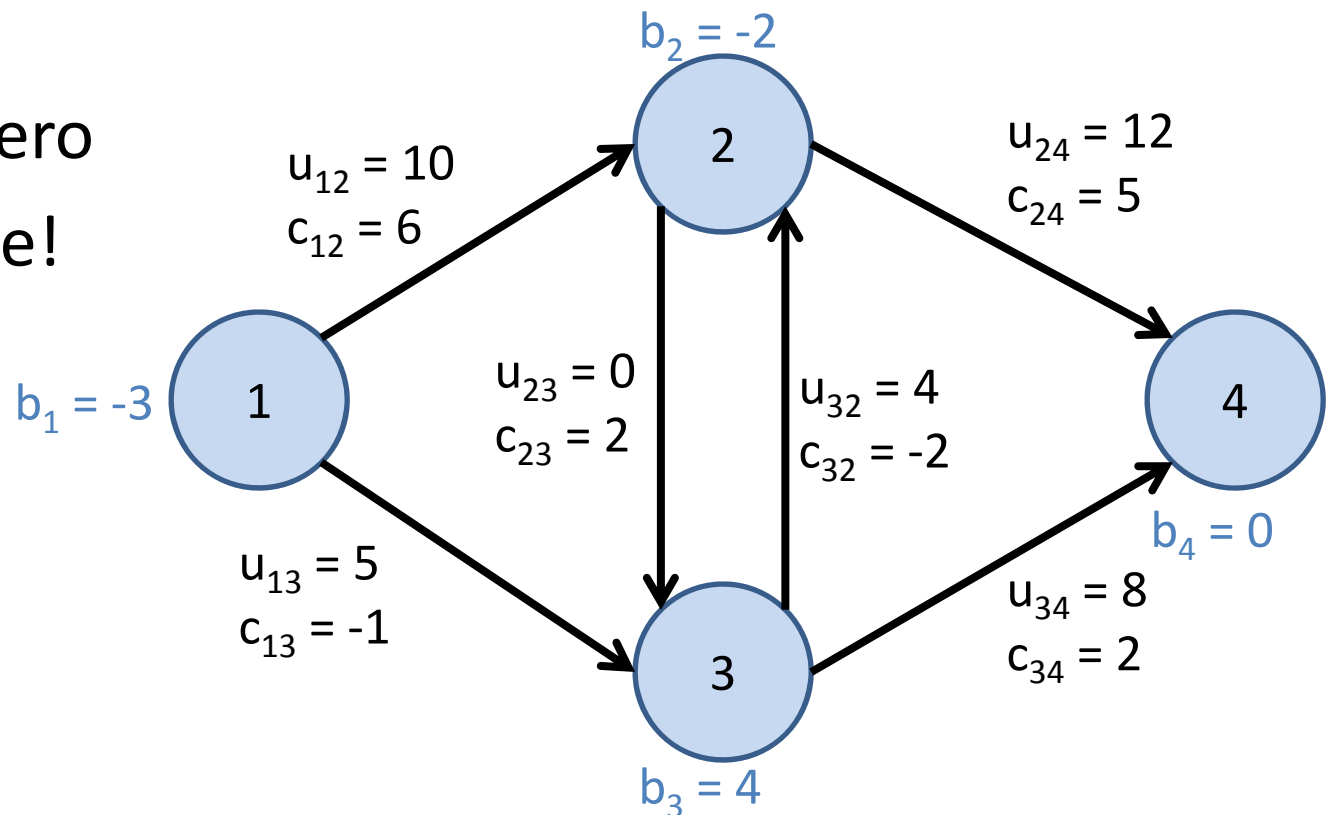 b₂ = -2
ero
e!
u₁₂ = 10
c₁₂ = 6
2
u₂₄ = 12
c₂₄ = 5
b₁ = -3
1
u₂₃ = 0
c₂₃ = 2
u₃₂ = 4
c₃₂ = -2
4
b₄ = 0
u₁₃ = 5
c₁₃ = -1
3
u₃₄ = 8
c₃₄ = 2
b₃ = 4